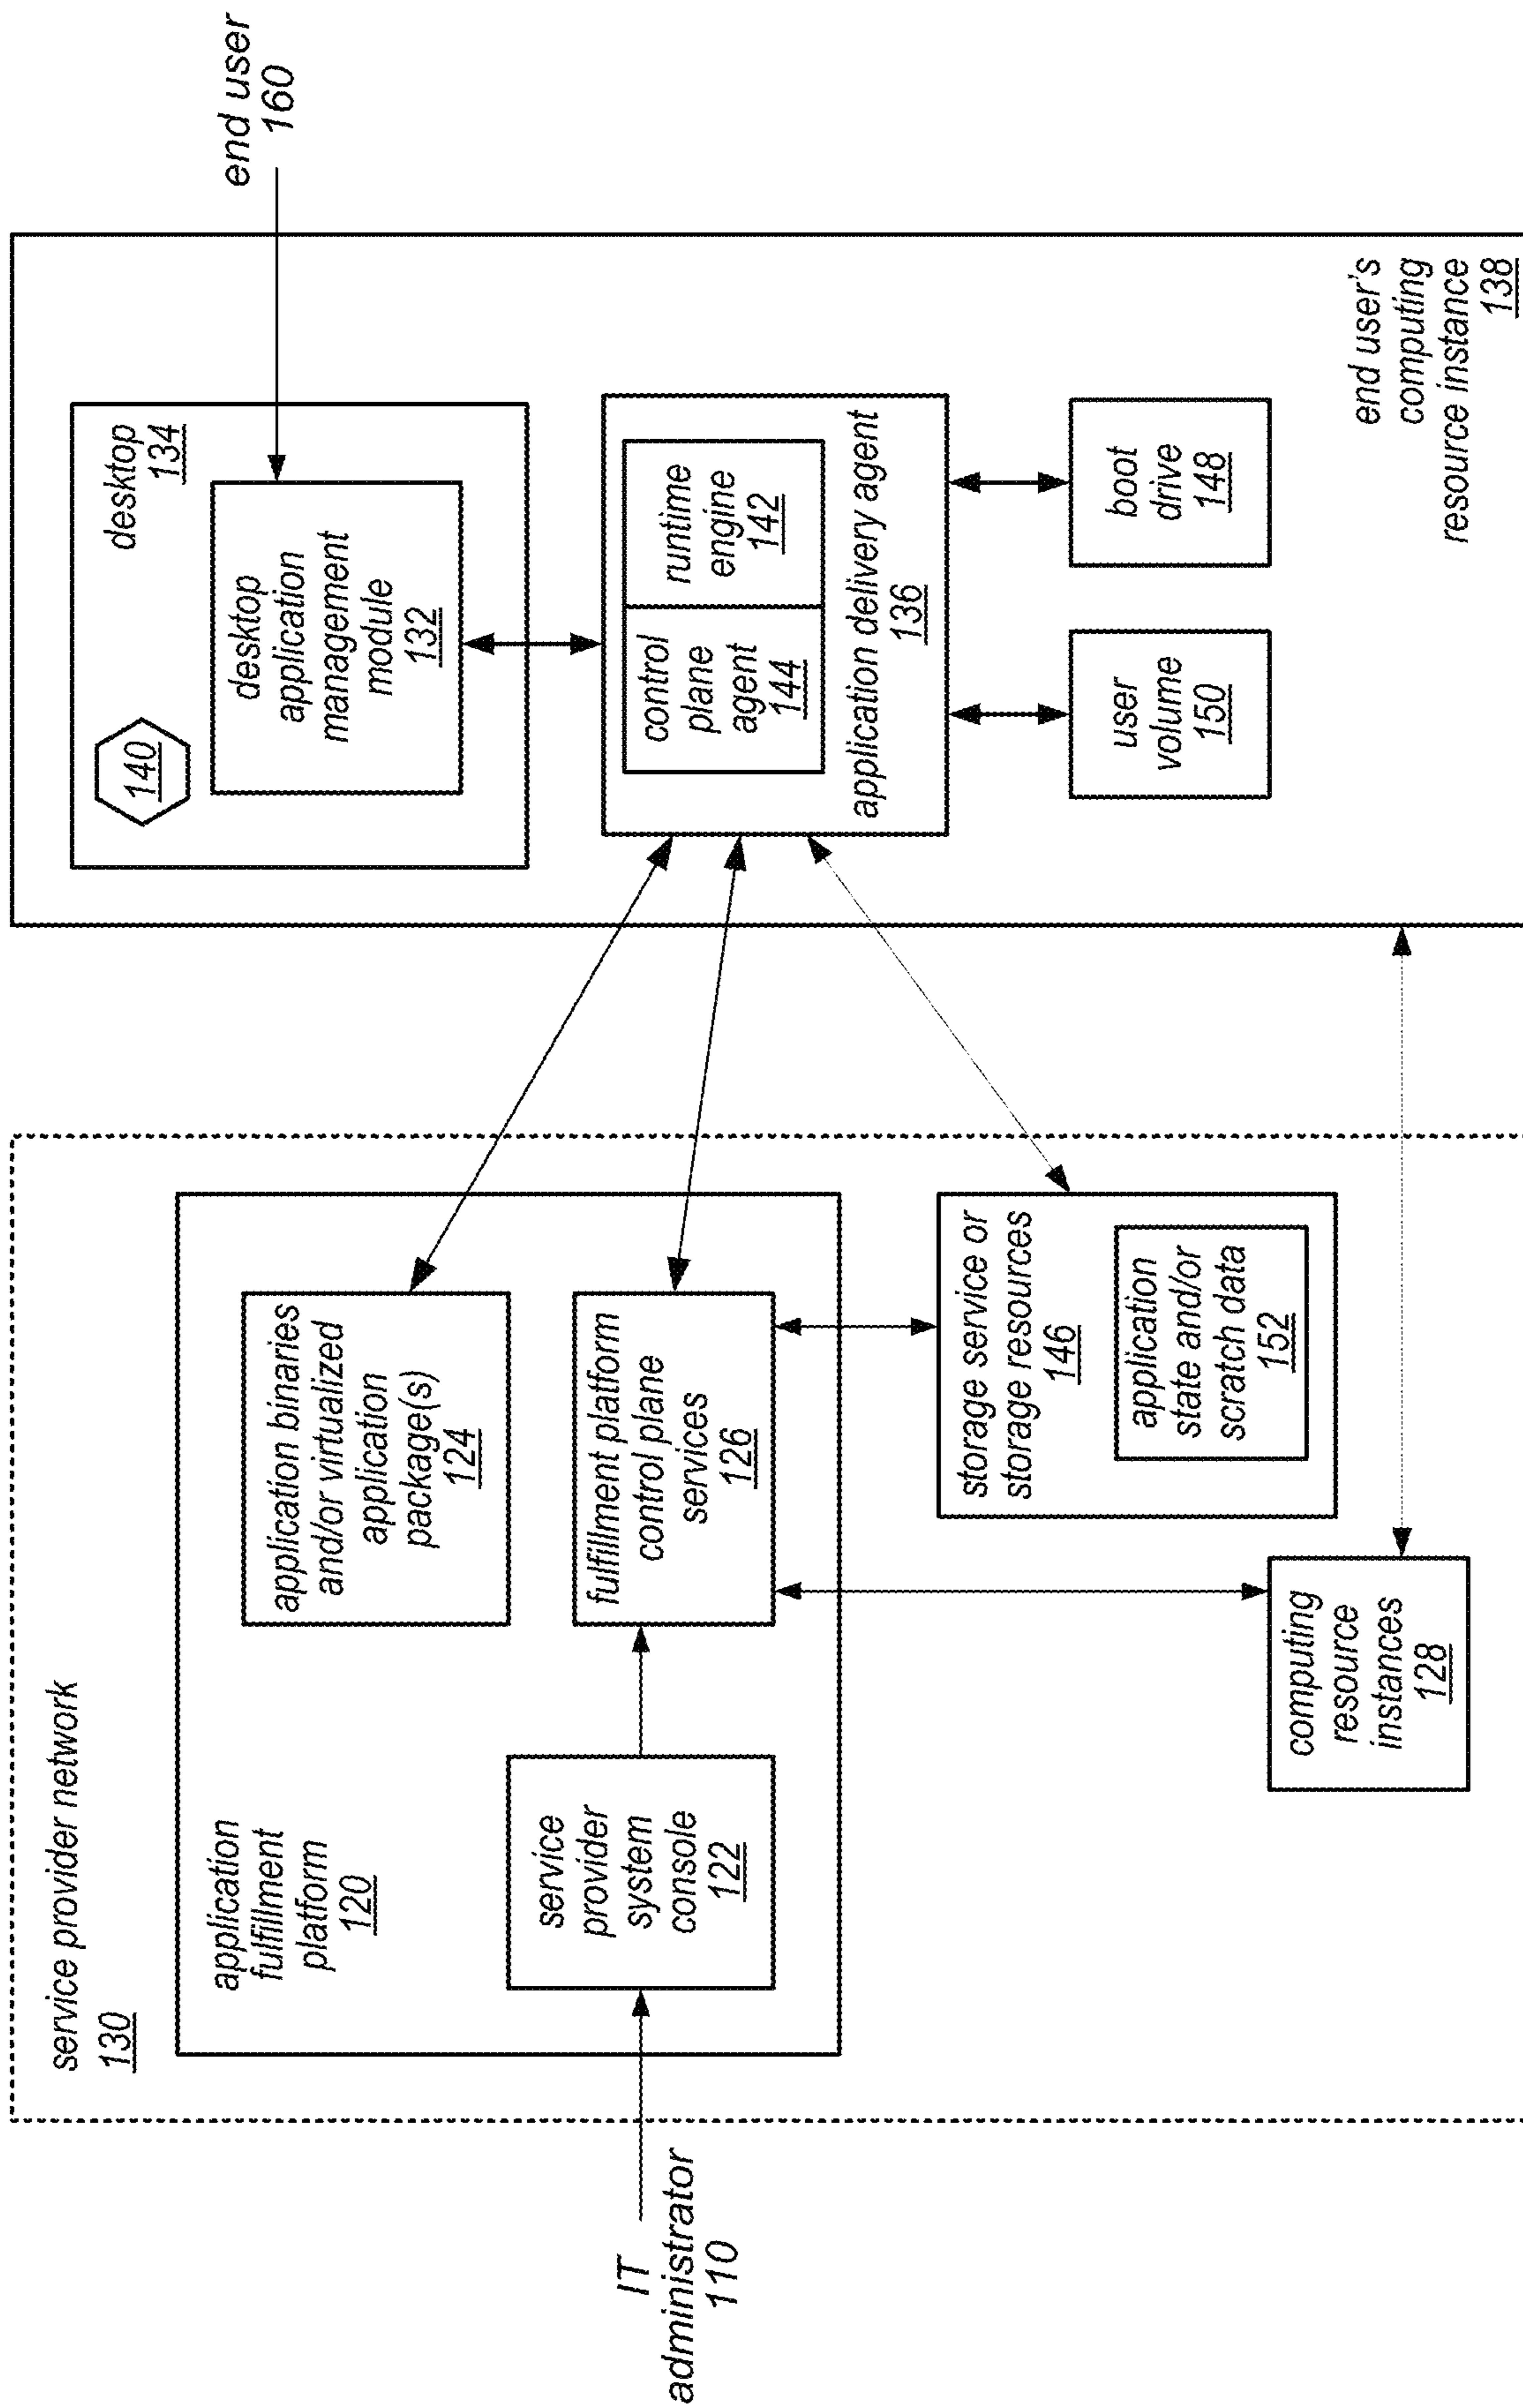 service provider network
130
application
fulfillment
platform
120
application binaries
and/or virtualized
application
package(s)
124
service
provider
system
console
122
fulfillment platform
control plane
services
126
IT
administrator
110
storage service or
storage resources
146
application
state and/or
scratch data
152
computing
resource
instances
128
end user
160
desktop
134
140
desktop
application
management
module
132
control
plane
agent
144
runtime
engine
142
application delivery agent
136
user
volume
150
boot
drive
148
end user's
computing
resource instance
138